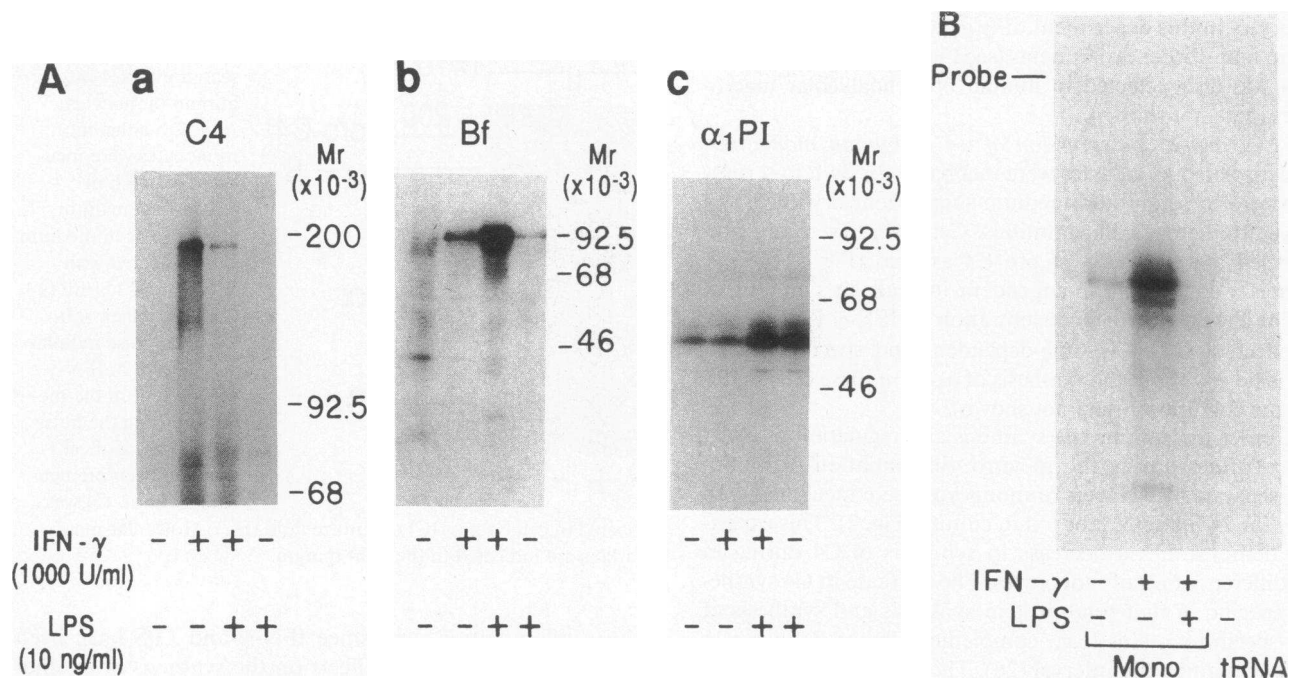 A
a
C4
Mr
(x10-3)
-200
-92.5
-68
b
Bf
Mr
(x10-3)
-92.5
-68
-46
c
α1PI
Mr
(x10-3)
-92.5
-68
-46
IFN-γ
(1000 U/ml)
- + + -
- + + -
- + + -
LPS
(10 ng/ml)
- - + +
- - + +
- - + +
B
Probe —
IFN-γ - + + -
LPS - - + -
Mono tRNA